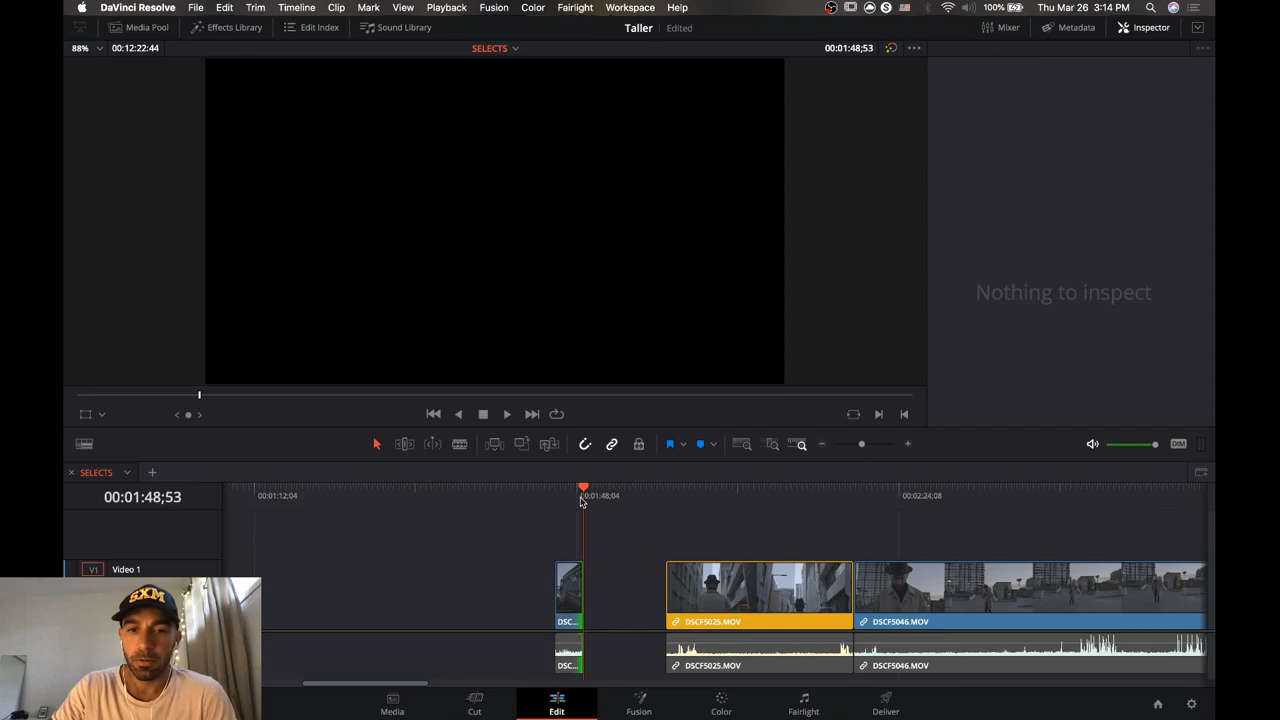 DaVinci Resolve File Edit Trim Timeline Clip Mark View Playback Fusion Color Fairlight Workspace Help 100% Thu Mar 26 3:14 PM
Media Pool Effects Library Edit Index Sound Library Taller Edited Mixer Metadata Inspector
88% 00:12:22:44 SELECTS 00:01:48;53
Nothing to inspect
DIM
SELECTS
00:01:48;53 00:01:12;04 00:01:48;04 00:02:24;08
V1 Video 1
SXM
DSC... DSCF5025.MOV DSCF5046.MOV
DSC... DSCF5025.MOV DSCF5046.MOV
Media Cut Edit Fusion Color Fairlight Deliver